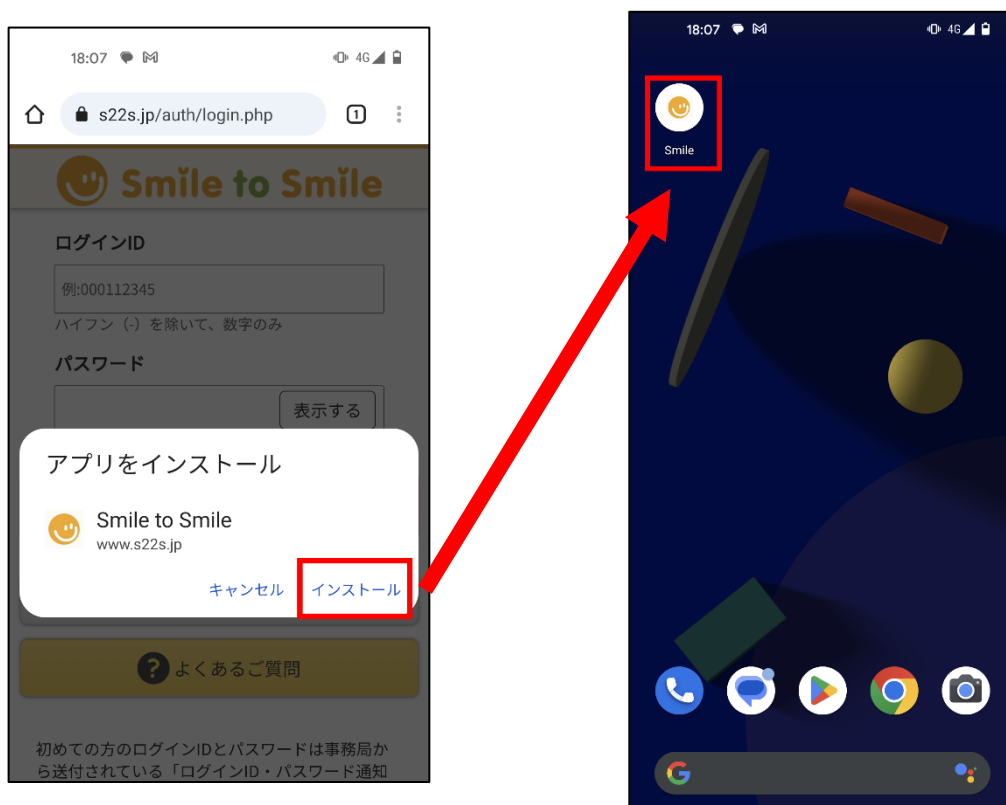 18:07
4G
s22s.jp/auth/login.php
1
Smile to Smile
ログインID
例:000112345
ハイフン（-）を除いて、数字のみ
パスワード
表示する
アプリをインストール
Smile to Smile
www.s22s.jp
キャンセル インストール
?よくあるご質問
初めての方のログインIDとパスワードは事務局か
ら送付されている「ログインID・パスワード通知
18:07
4G
Smile